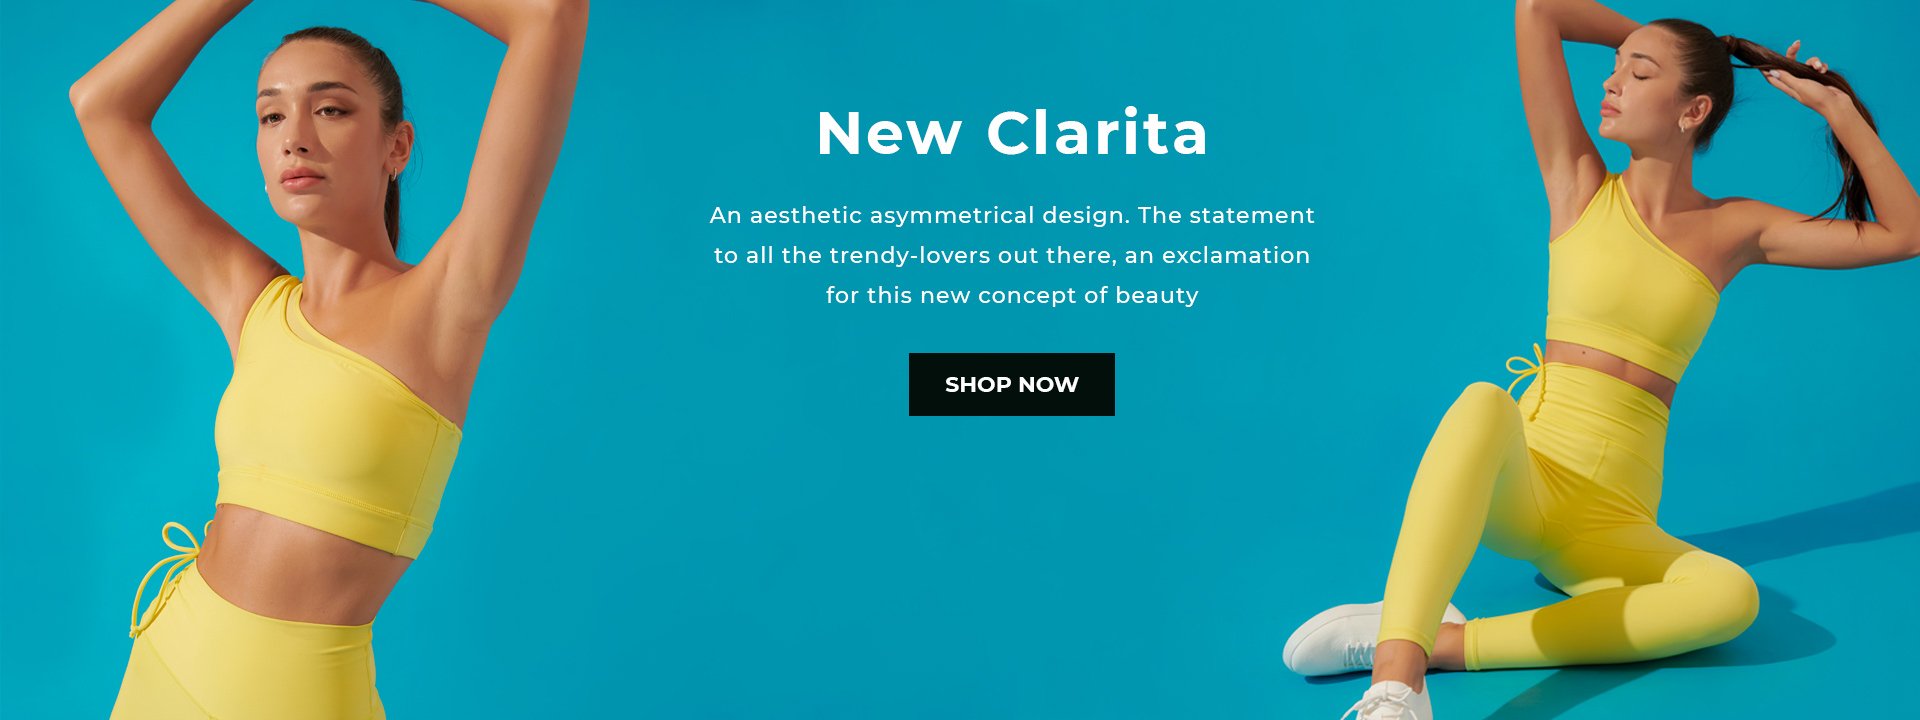 New Clarita
An aesthetic asymmetrical design. The statement
to all the trendy-lovers out there, an exclamation
for this new concept of beauty
SHOP NOW